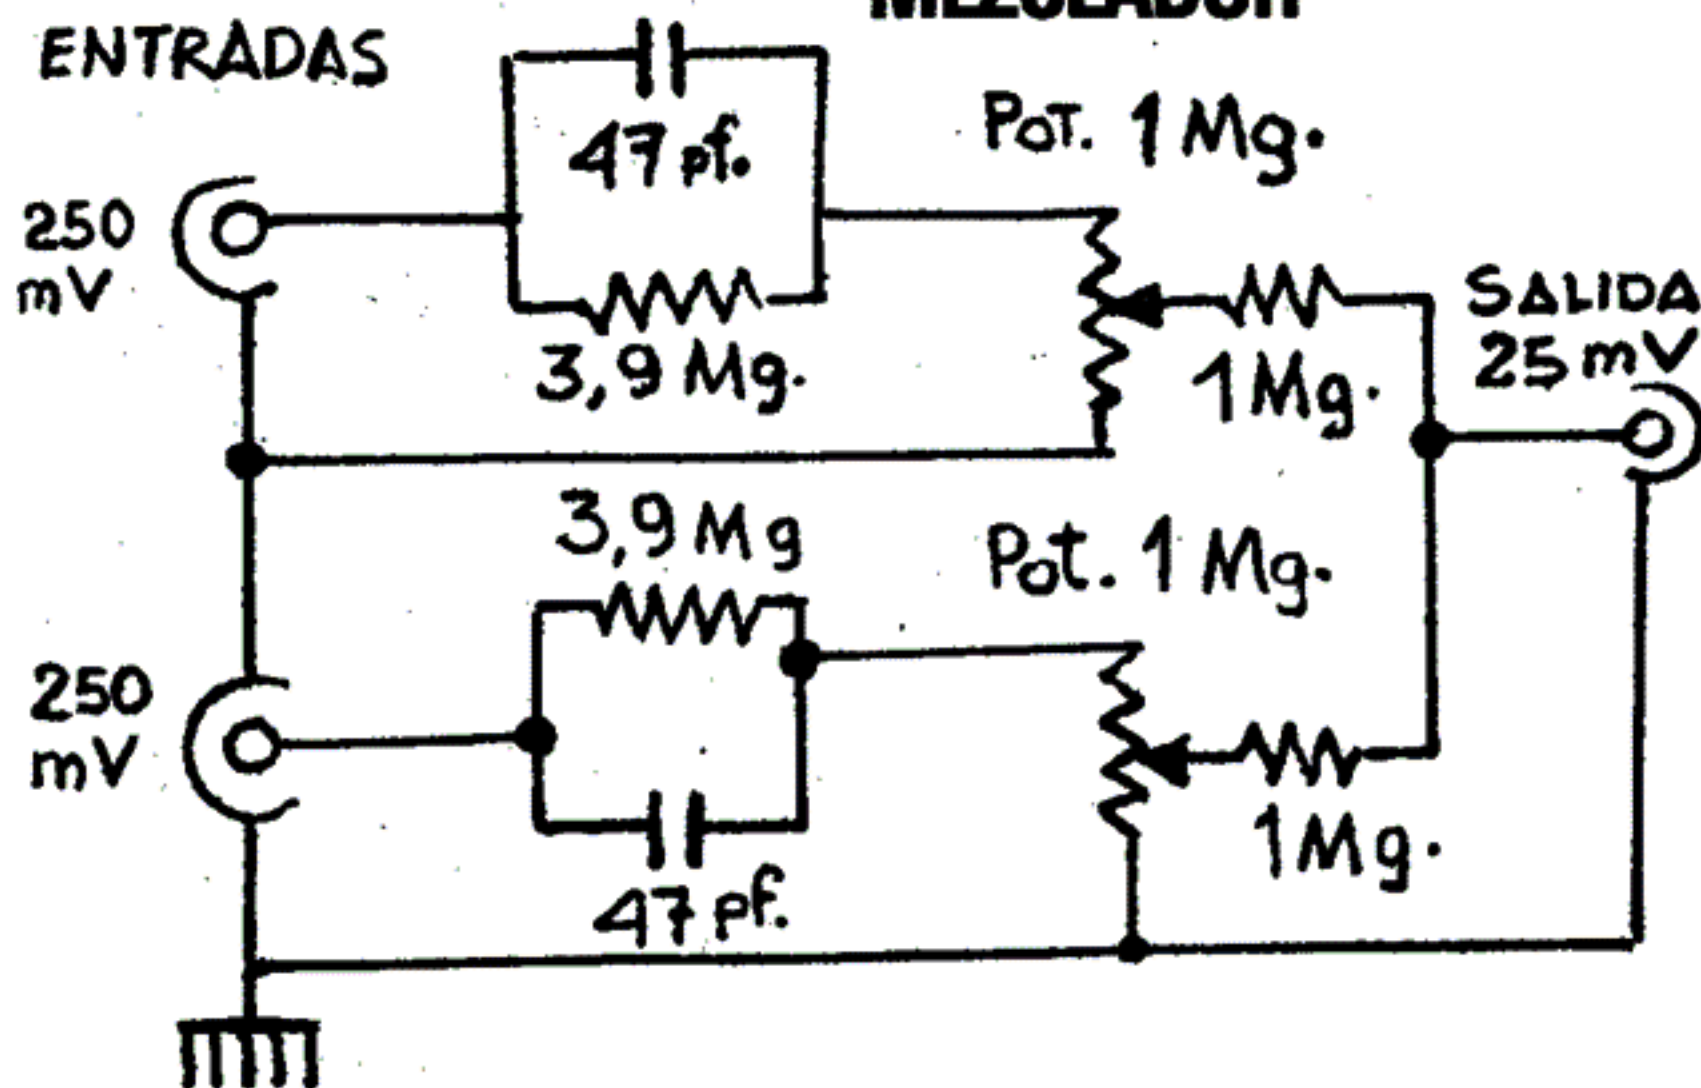 MEZCLADOR
ENTRADAS
47 pf.
Pot. 1 Mg.
250
mV
3,9 Mg.
1 Mg.
SALIDA
25 mV
3,9 Mg
Pot. 1 Mg.
250
mV
47 pf.
1 Mg.